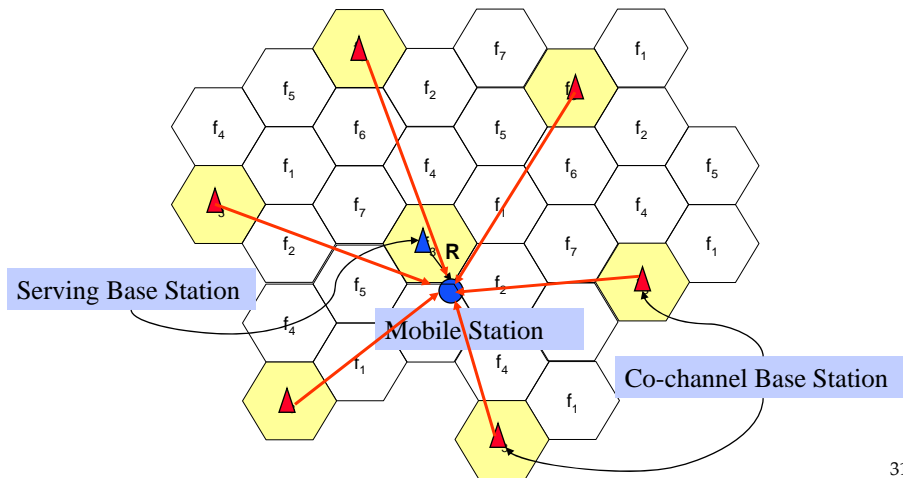 f₇
f₁
f₅
f₂
f₄
f₆
f₅
f₂
f₁
f₄
f₆
f₅
f₇
f₁
f₄
f₂
R
f₇
f₁
f₅
f₂
Serving Base Station
f₄
Mobile Station
f₁
f₄
Co-channel Base Station
f₁
31